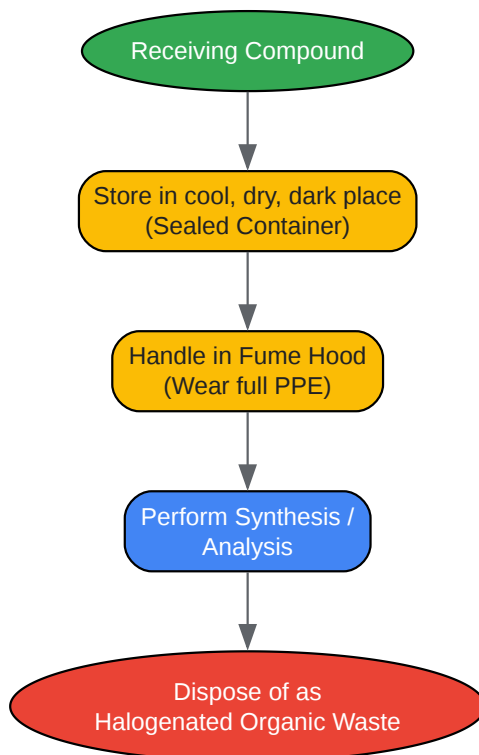 Receiving Compound
Store in cool, dry, dark place
(Sealed Container)
Handle in Fume Hood
(Wear full PPE)
Perform Synthesis /
Analysis
Dispose of as
Halogenated Organic Waste